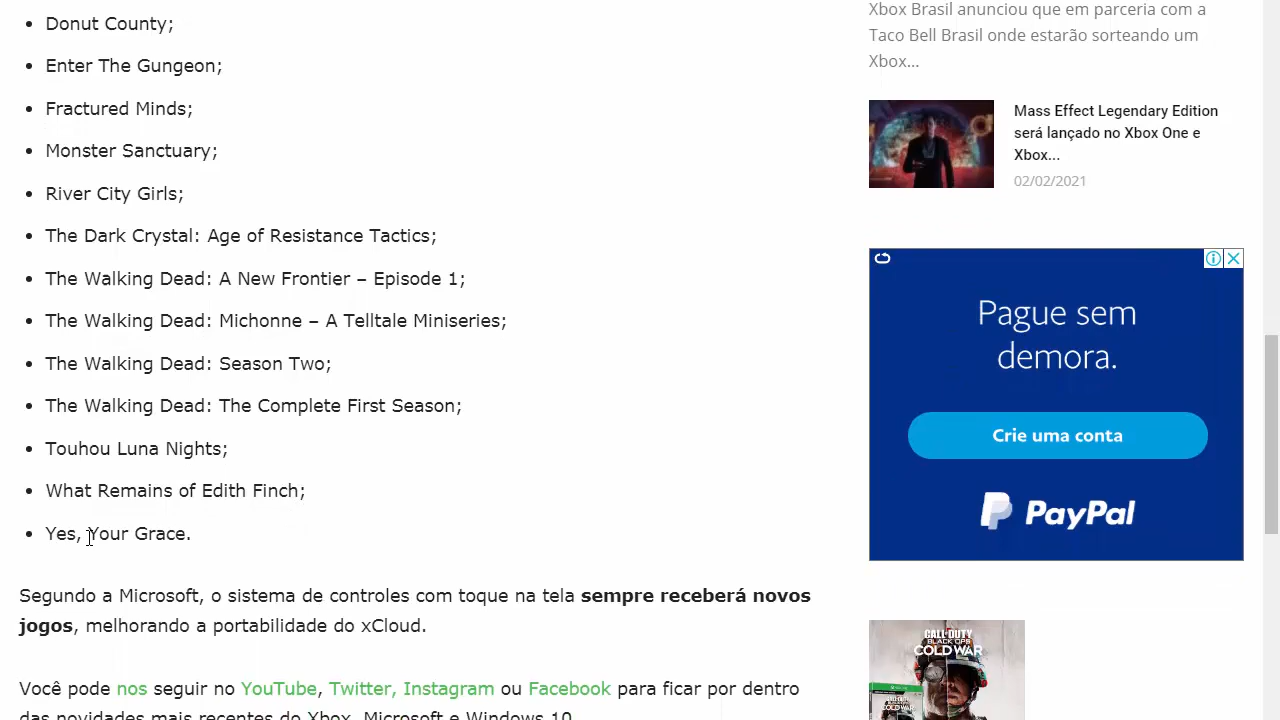 Donut County;
Enter The Gungeon;
Fractured Minds;
Monster Sanctuary;
River City Girls;
The Dark Crystal: Age of Resistance Tactics;
The Walking Dead: A New Frontier – Episode 1;
The Walking Dead: Michonne – A Telltale Miniseries;
The Walking Dead: Season Two;
The Walking Dead: The Complete First Season;
Touhou Luna Nights;
What Remains of Edith Finch;
Yes, Your Grace.
Segundo a Microsoft, o sistema de controles com toque na tela sempre receberá novos
jogos, melhorando a portabilidade do xCloud.
Você pode nos seguir no YouTube, Twitter, Instagram ou Facebook para ficar por dentro
das novidades mais recentes do Xbox, Microsoft e Windows 10.
Xbox Brasil anunciou que em parceria com a
Taco Bell Brasil onde estarão sorteando um
Xbox...
Mass Effect Legendary Edition
será lançado no Xbox One e
Xbox...
02/02/2021
Pague sem
demora.
Crie uma conta
PayPal
CALL OF DUTY
BLACK OPS
COLD WAR